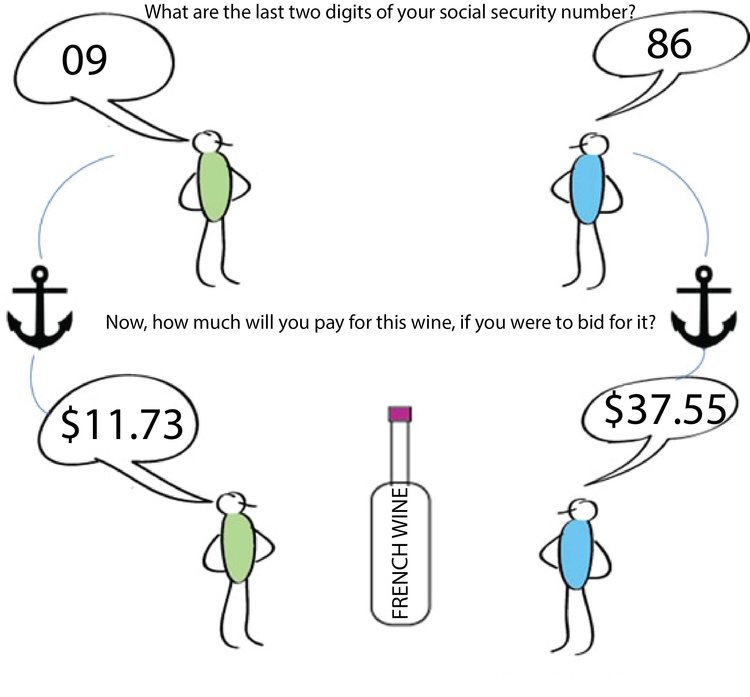 What are the last two digits of your social security number?
09
86
Now, how much will you pay for this wine, if you were to bid for it?
$11.73
$37.55
FRENCH WINE